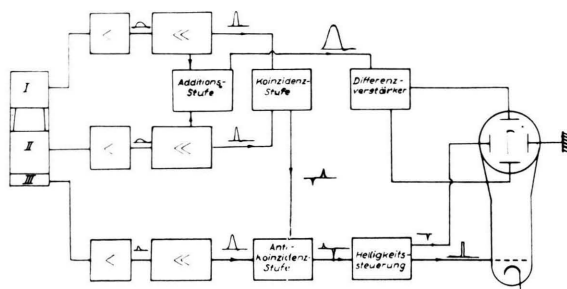 I
II
III
<
≪
<
≪
<
≪
Additions-
Stufe
Koinzidenz-
Stufe
Differenz-
verstärker
Anti-
koinzidenz-
Stufe
Helligkeits-
steuerung